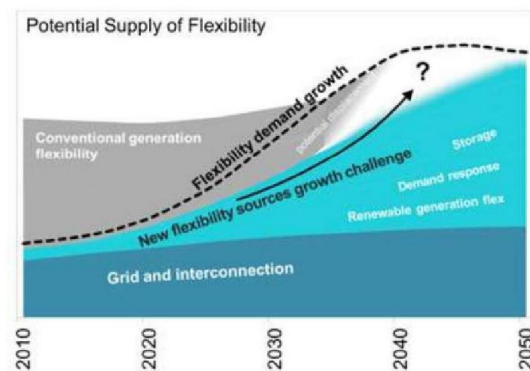 Potential Supply of Flexibility
Flexibility demand growth
?
Conventional generation
flexibility
potential
New flexibility sources growth challenge
Storage
Demand response
Renewable generation flex
Grid and interconnection
2010
2020
2030
2040
2050